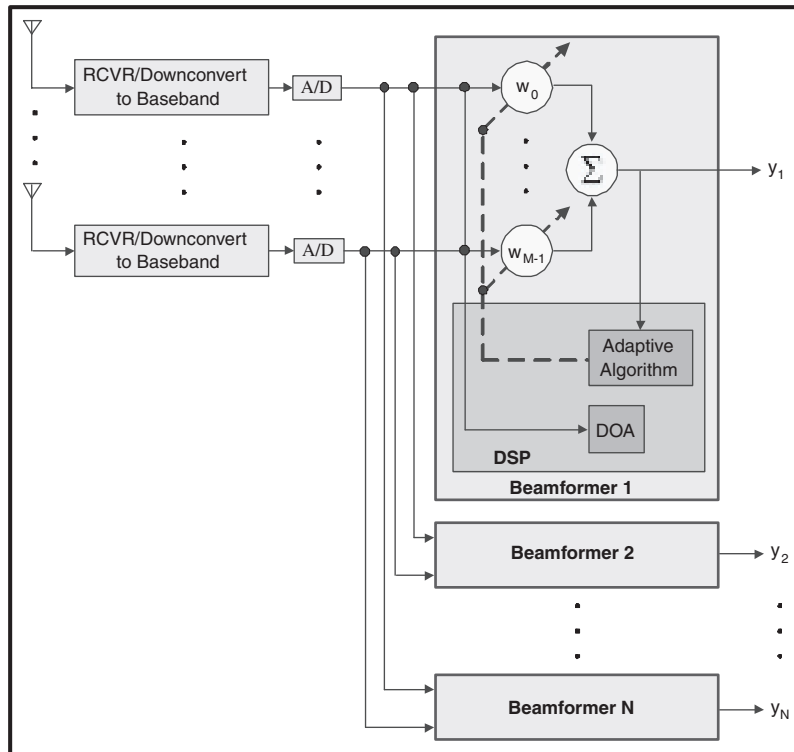 RCVR/Downconvert
to Baseband
A/D
w0
Σ
y1
RCVR/Downconvert
to Baseband
A/D
wM-1
Adaptive
Algorithm
DOA
DSP
Beamformer 1
Beamformer 2
y2
Beamformer N
yN